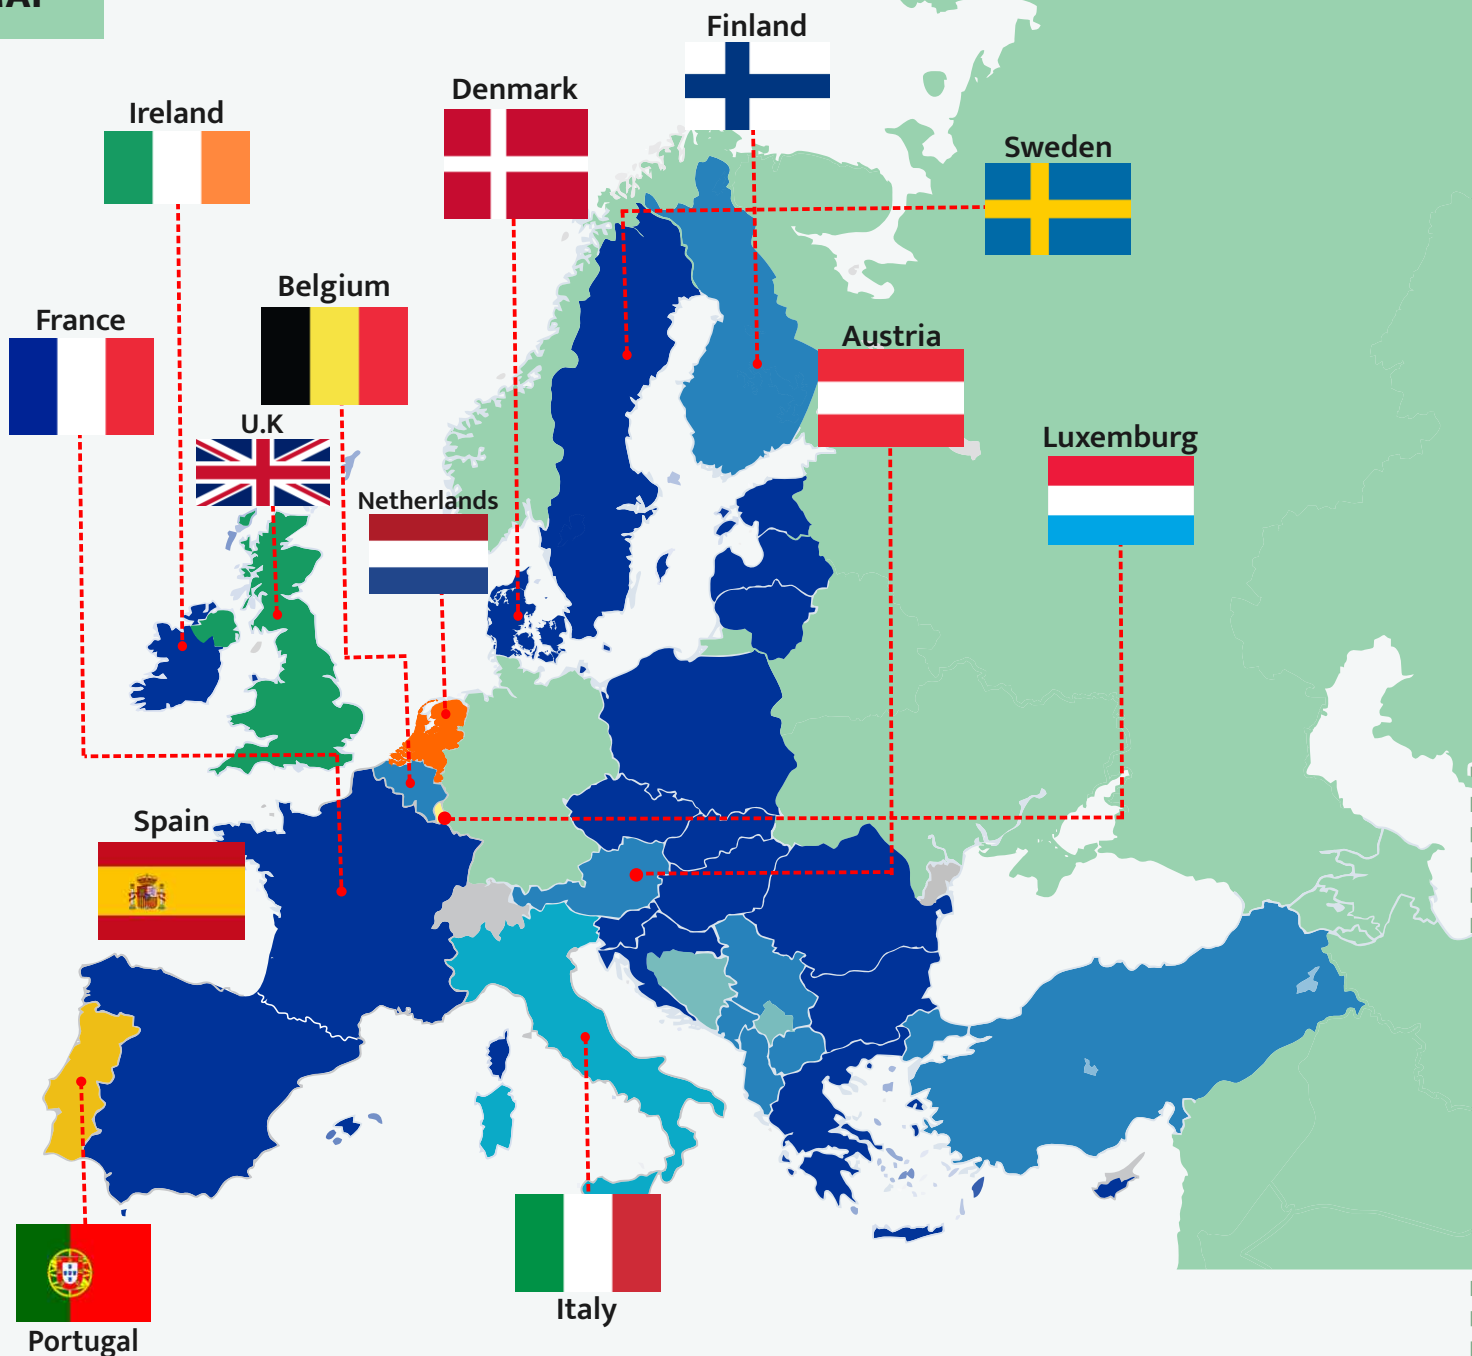 Finland
Denmark
Ireland
Sweden
Belgium
France
Austria
U.K
Luxemburg
Netherlands
Spain
Italy
Portugal